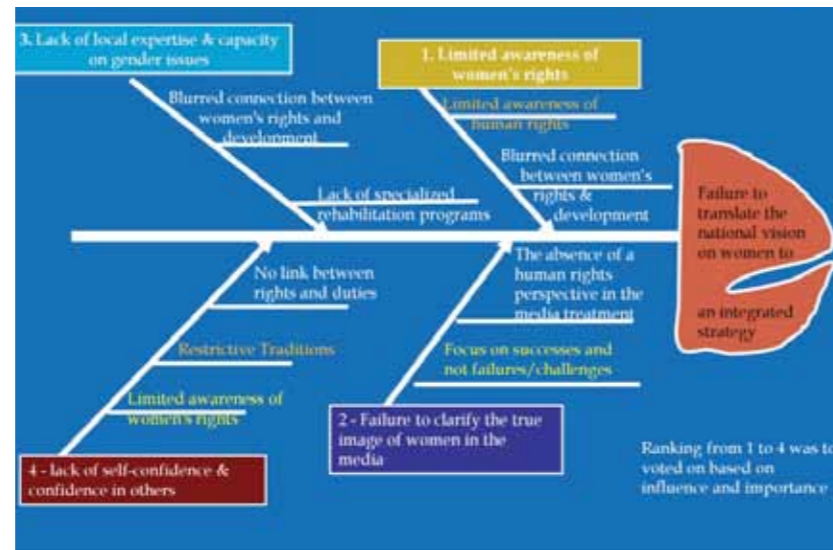 3. Lack of local expertise & capacity
on gender issues
1. Limited awareness of
women's rights
Blurred connection between
women's rights and
development
Lack of specialized
rehabilitation programs
Limited awareness of
human rights
Blurred connection
between women's
rights &
development
Failure to
translate the
national vision
on women to
an integrated
strategy
No link between
rights and duties
Restrictive Traditions
Limited awareness of
women's rights
4 - lack of self-confidence &
confidence in others
The absence of a
human rights
perspective in the
media treatment
Focus on successes and
not failures/challenges
2 - Failure to clarify the true
image of women in the
media
Ranking from 1 to 4 was to
voted on based on
influence and importance